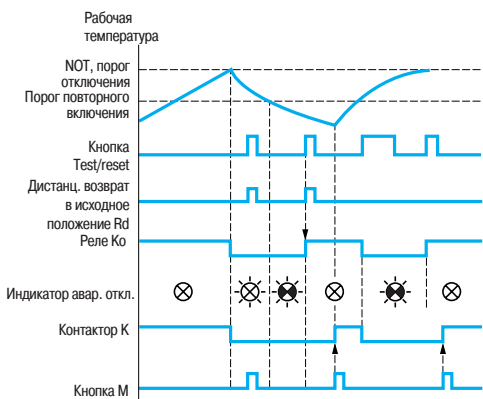 Рабочая
температура
NOT, порог
отключения
Порог повторного
включения
Кнопка
Test/reset
Дистанц. возврат
в исходное
положение Rd
Реле Ko
Индикатор авар. откл.
Контактор K
Кнопка M